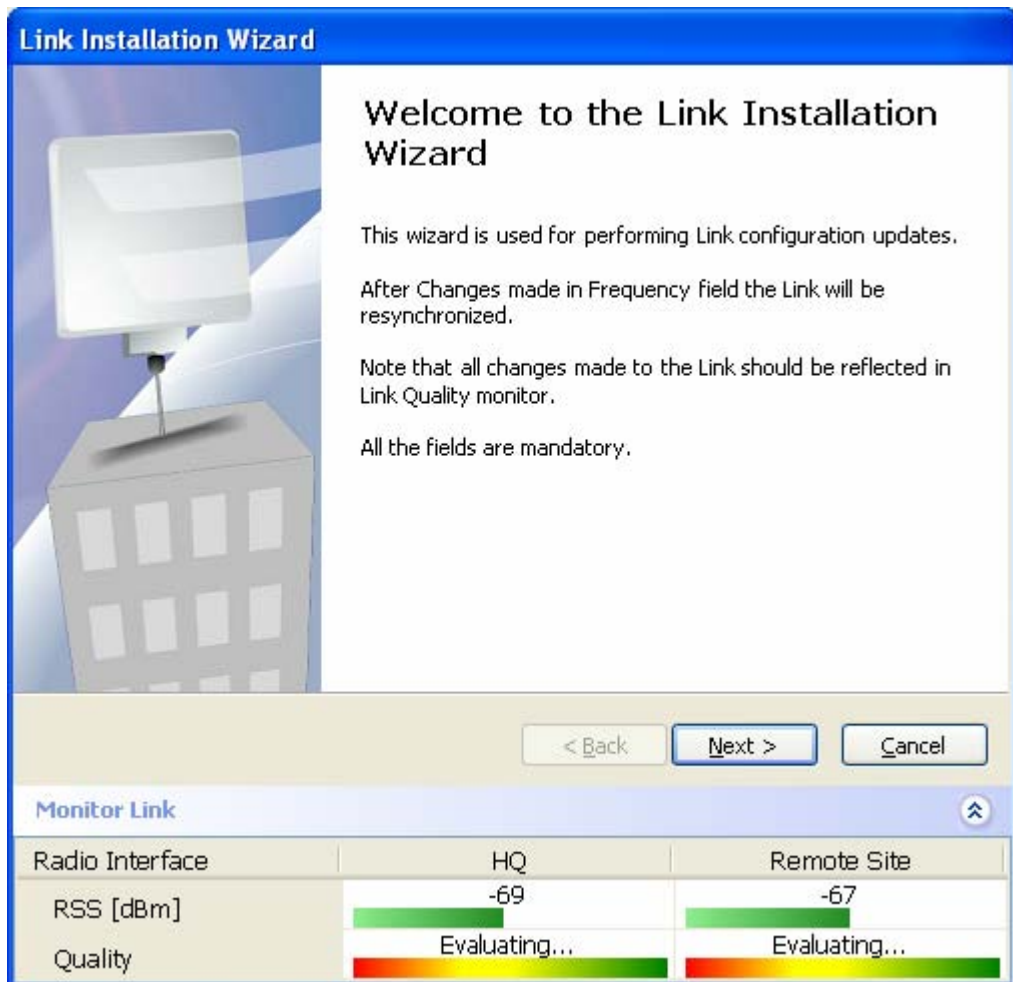 Link Installation Wizard
Welcome to the Link Installation
Wizard
This wizard is used for performing Link configuration updates.
After Changes made in Frequency field the Link will be
resynchronized.
Note that all changes made to the Link should be reflected in
Link Quality monitor.
All the fields are mandatory.
< Back Next > Cancel
Monitor Link
Radio Interface HQ Remote Site
RSS [dBm] -69 -67
Quality Evaluating... Evaluating...